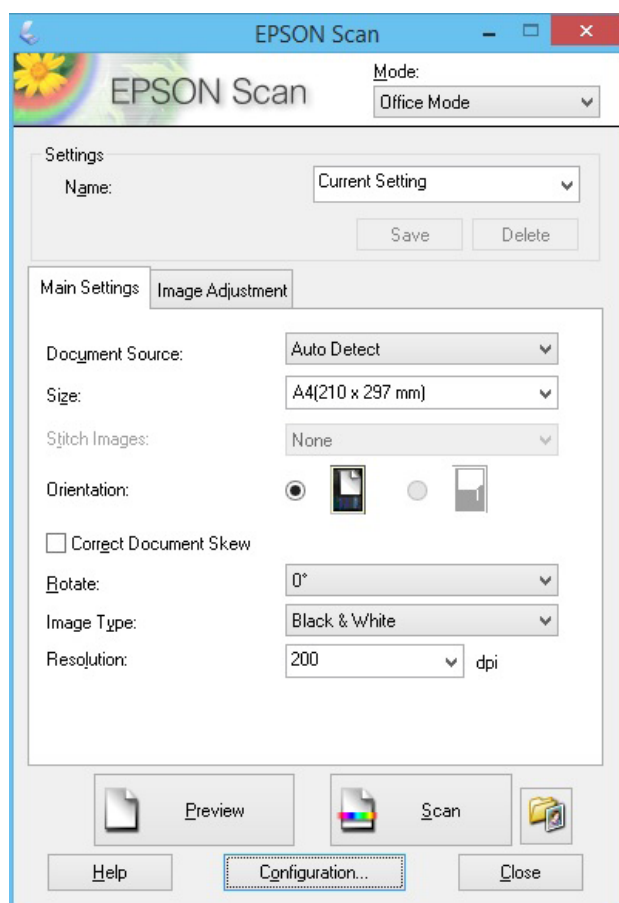 EPSON Scan
EPSON Scan
Mode:
Office Mode
Settings
Name:
Current Setting
Save
Delete
Main Settings
Image Adjustment
Document Source:
Auto Detect
Size:
A4(210 x 297 mm)
Stitch Images:
None
Orientation:
Correct Document Skew
Rotate:
0°
Image Type:
Black & White
Resolution:
200
dpi
Preview
Scan
Help
Configuration...
Close